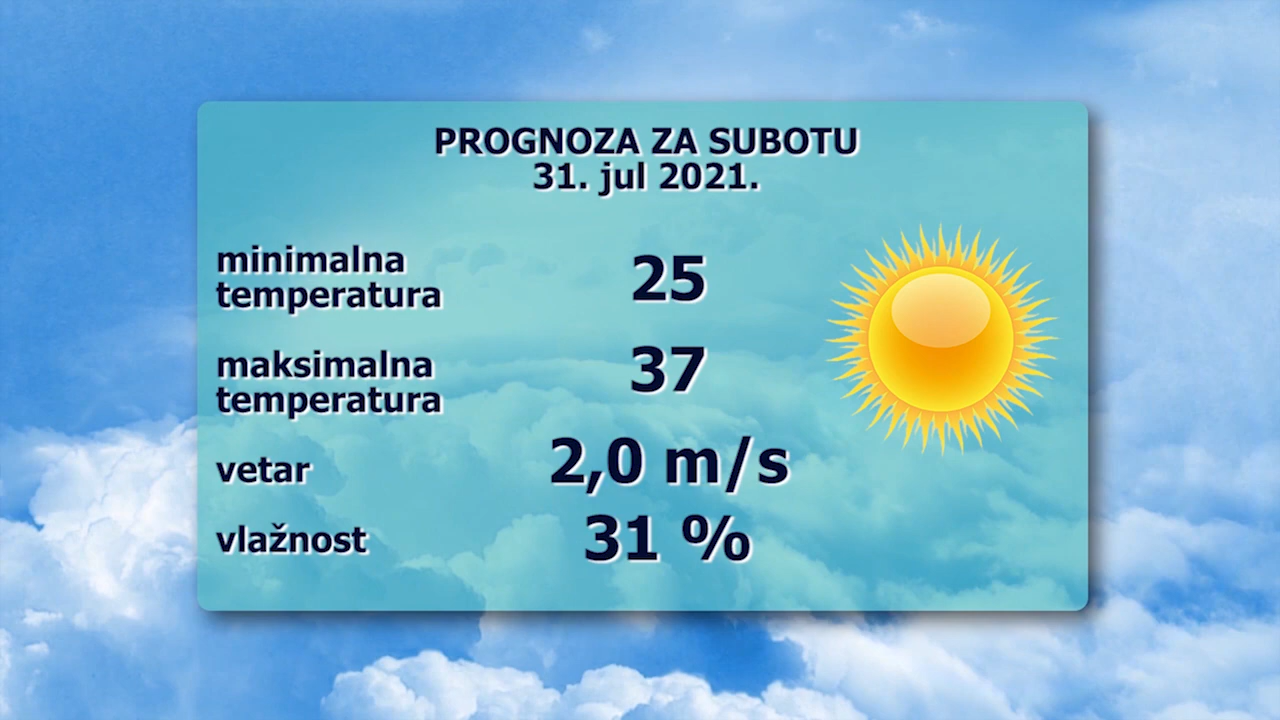 PROGNOZA ZA SUBOTU
31. jul 2021.
minimalna
temperatura
25
maksimalna
temperatura
37
vetar
2,0 m/s
vlažnost
31 %